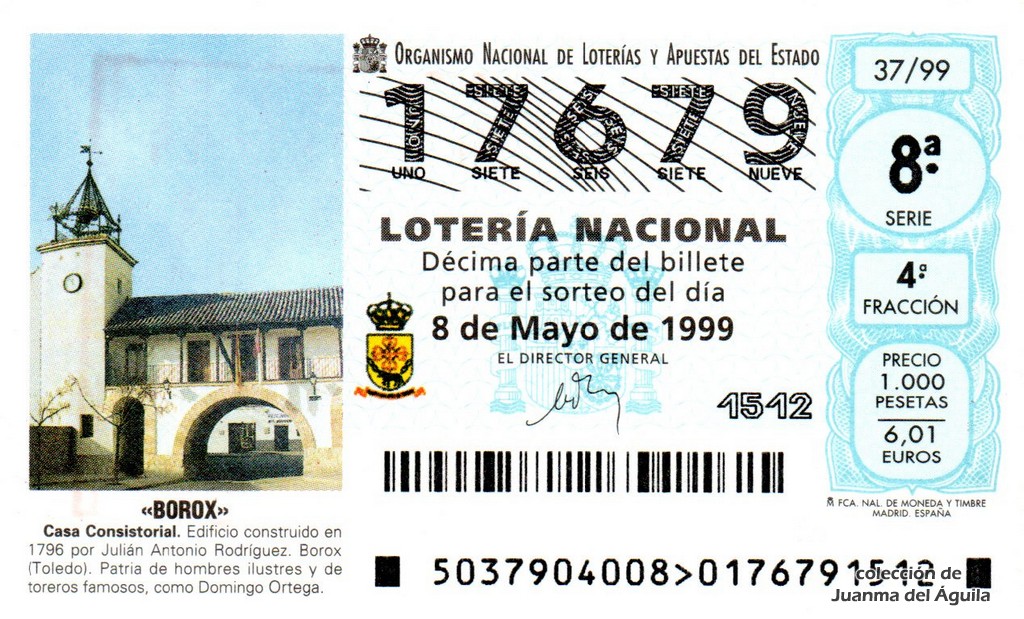 ORGANISMO NACIONAL DE LOTERÍAS Y APUESTAS DEL ESTADO
17679
UNO SIETE SEIS SIETE NUEVE
LOTERÍA NACIONAL
Décima parte del billete
para el sorteo del día
8 de Mayo de 1999
EL DIRECTOR GENERAL
1542
37/99
8ª
SERIE
4ª
FRACCIÓN
PRECIO
1.000
PESETAS
6,01
EUROS
FCA. NAL. DE MONEDA Y TIMBRE
MADRID. ESPAÑA
«BOROX»
Casa Consistorial. Edificio construido en
1796 por Julián Antonio Rodríguez. Borox
(Toledo). Patria de hombres ilustres y de
toreros famosos, como Domingo Ortega.
5037904008>0176791542
colección de
Juanma del Águila